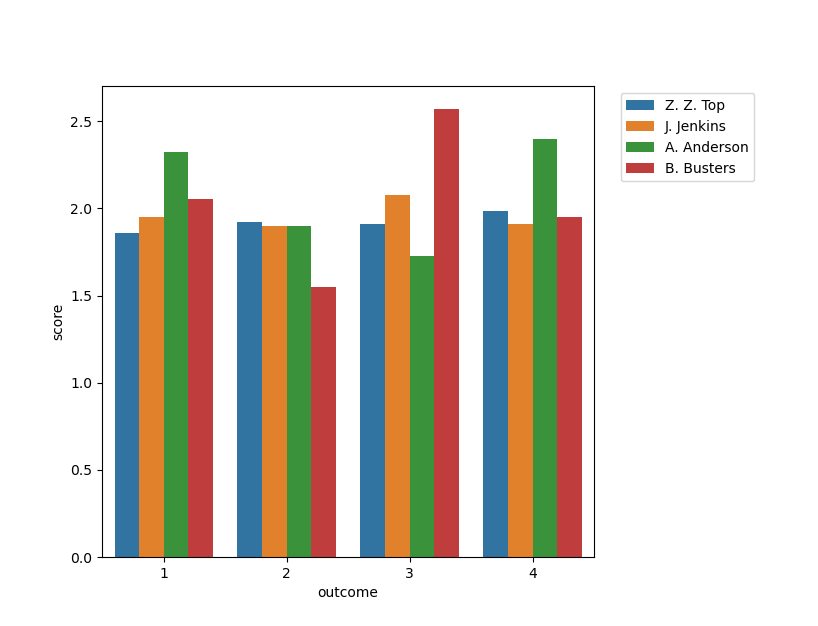 Z. Z. Top
J. Jenkins
A. Anderson
B. Busters
score
2.5
2.0
1.5
1.0
0.5
0.0
1 2 3 4
outcome